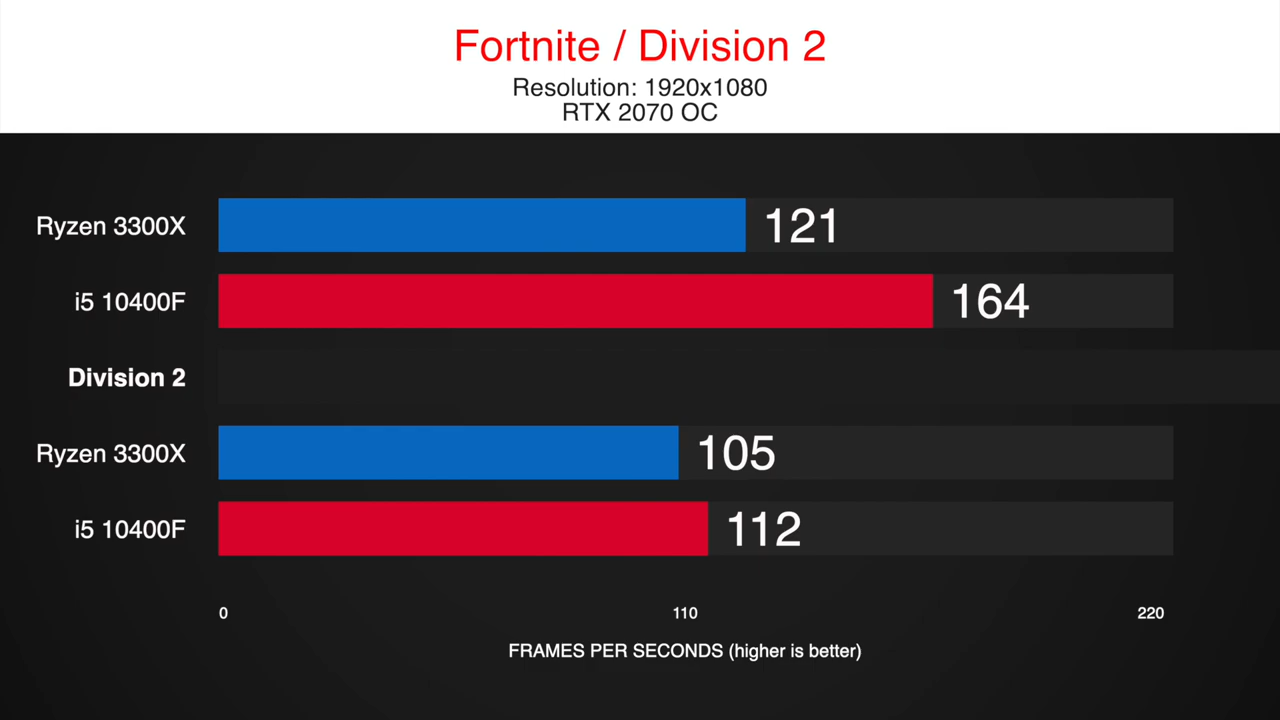 Fortnite / Division 2
Resolution: 1920x1080
RTX 2070 OC
Ryzen 3300X 121
i5 10400F 164
Division 2
Ryzen 3300X 105
i5 10400F 112
0 110 220
FRAMES PER SECONDS (higher is better)